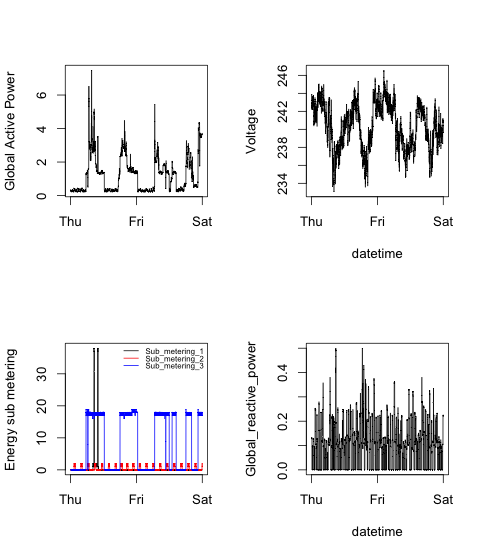 Global Active Power
6
4
2
0
Thu
Fri
Sat
Voltage
246
242
238
234
Thu
Fri
Sat
datetime
Energy sub metering
30
20
10
0
Sub_metering_1
Sub_metering_2
Sub_metering_3
Thu
Fri
Sat
Global_reactive_power
0.4
0.2
0.0
Thu
Fri
Sat
datetime